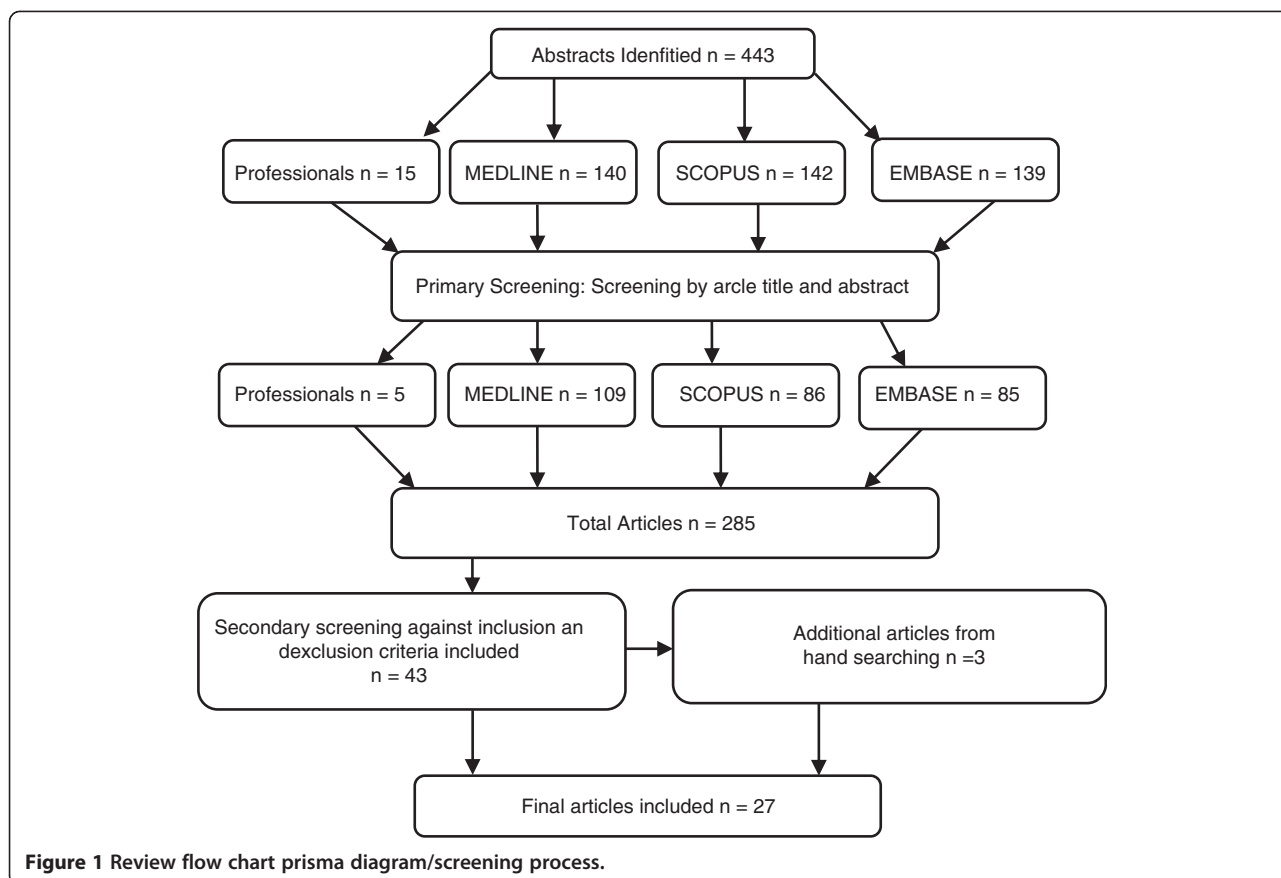 Abstracts Idenfitied n = 443
Professionals n = 15
MEDLINE n = 140
SCOPUS n = 142
EMBASE n = 139
Primary Screening: Screening by arcle title and abstract
Professionals n = 5
MEDLINE n = 109
SCOPUS n = 86
EMBASE n = 85
Total Articles n = 285
Secondary screening against inclusion an
dexclusion criteria included
n = 43
Additional articles from
hand searching n =3
Final articles included n = 27
Figure 1 Review flow chart prisma diagram/screening process.